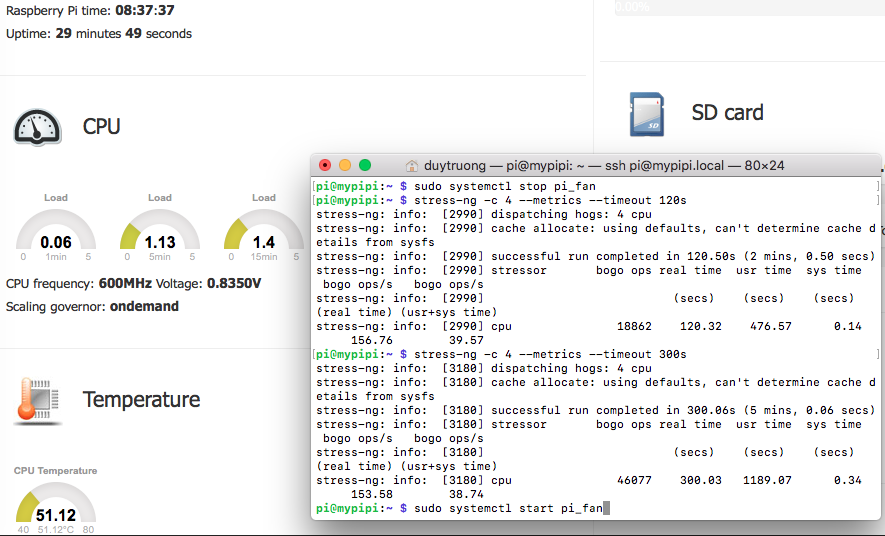 Raspberry Pi time: 08:37:37
Uptime: 29 minutes 49 seconds
0.00%
CPU
SD card
Load
Load
Load
0.06
1.13
1.4
0 1min 5
0 5min 5
0 15min 5
CPU frequency: 600MHz Voltage: 0.8350V
Scaling governor: ondemand
Temperature
CPU Temperature
51.12
40 51.12°C 80
duytruong — pi@mypipi: ~ — ssh pi@mypipi.local — 80×24
[pi@mypipi:~ $ sudo systemctl stop pi_fan ]
[pi@mypipi:~ $ stress-ng -c 4 --metrics --timeout 120s ]
stress-ng: info:  [2990] dispatching hogs: 4 cpu
stress-ng: info:  [2990] cache allocate: using defaults, can't determine cache d
etails from sysfs
stress-ng: info:  [2990] successful run completed in 120.50s (2 mins, 0.50 secs)
stress-ng: info:  [2990] stressor       bogo ops real time  usr time  sys time
 bogo ops/s   bogo ops/s
stress-ng: info:  [2990]                           (secs)    (secs)    (secs)
(real time) (usr+sys time)
stress-ng: info:  [2990] cpu               18862    120.32    476.57      0.14
     156.76        39.57
[pi@mypipi:~ $ stress-ng -c 4 --metrics --timeout 300s ]
stress-ng: info:  [3180] dispatching hogs: 4 cpu
stress-ng: info:  [3180] cache allocate: using defaults, can't determine cache d
etails from sysfs
stress-ng: info:  [3180] successful run completed in 300.06s (5 mins, 0.06 secs)
stress-ng: info:  [3180] stressor       bogo ops real time  usr time  sys time
 bogo ops/s   bogo ops/s
stress-ng: info:  [3180]                           (secs)    (secs)    (secs)
(real time) (usr+sys time)
stress-ng: info:  [3180] cpu               46077    300.03   1189.07      0.34
     153.58        38.74
pi@mypipi:~ $ sudo systemctl start pi_fan